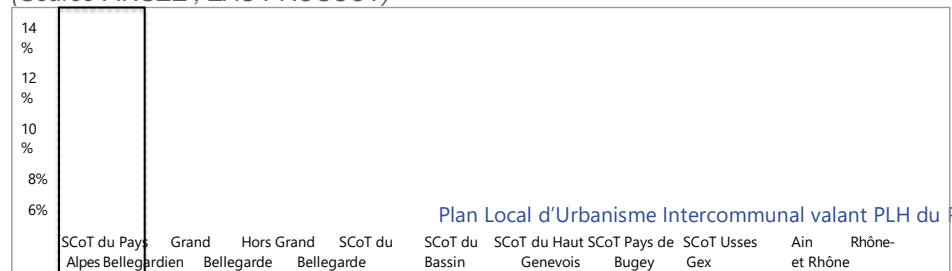 14
%
12
%
10
%
8%
6%
Plan Local d'Urbanisme Intercommunal valant PLH du
SCoT du Pays Grand Hors Grand SCoT du SCoT du SCoT du Haut SCoT Pays de SCoT Usses Ain Rhône-
Alpes Bellegardien Bellegarde Bellegarde Bassin Genevois Bugey Gex et Rhône